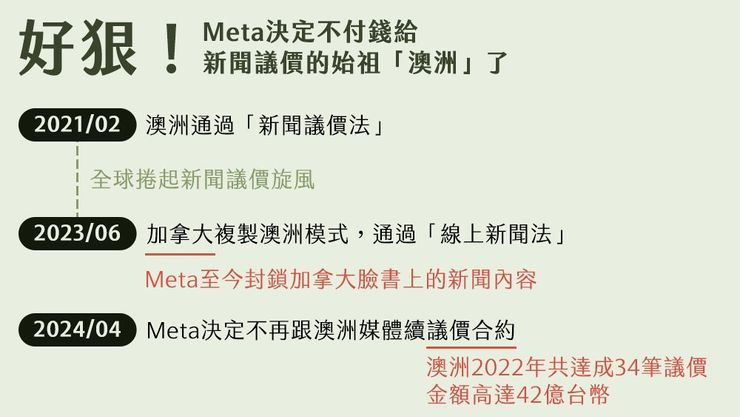 好狠！
Meta決定不付錢給
新聞議價的始祖「澳洲」了
2021/02 澳洲通過「新聞議價法」
全球捲起新聞議價旋風
2023/06 加拿大複製澳洲模式，通過「線上新聞法」
Meta至今封鎖加拿大臉書上的新聞內容
2024/04 Meta決定不再跟澳洲媒體續議價合約
澳洲2022年共達成34筆議價
金額高達42億台幣